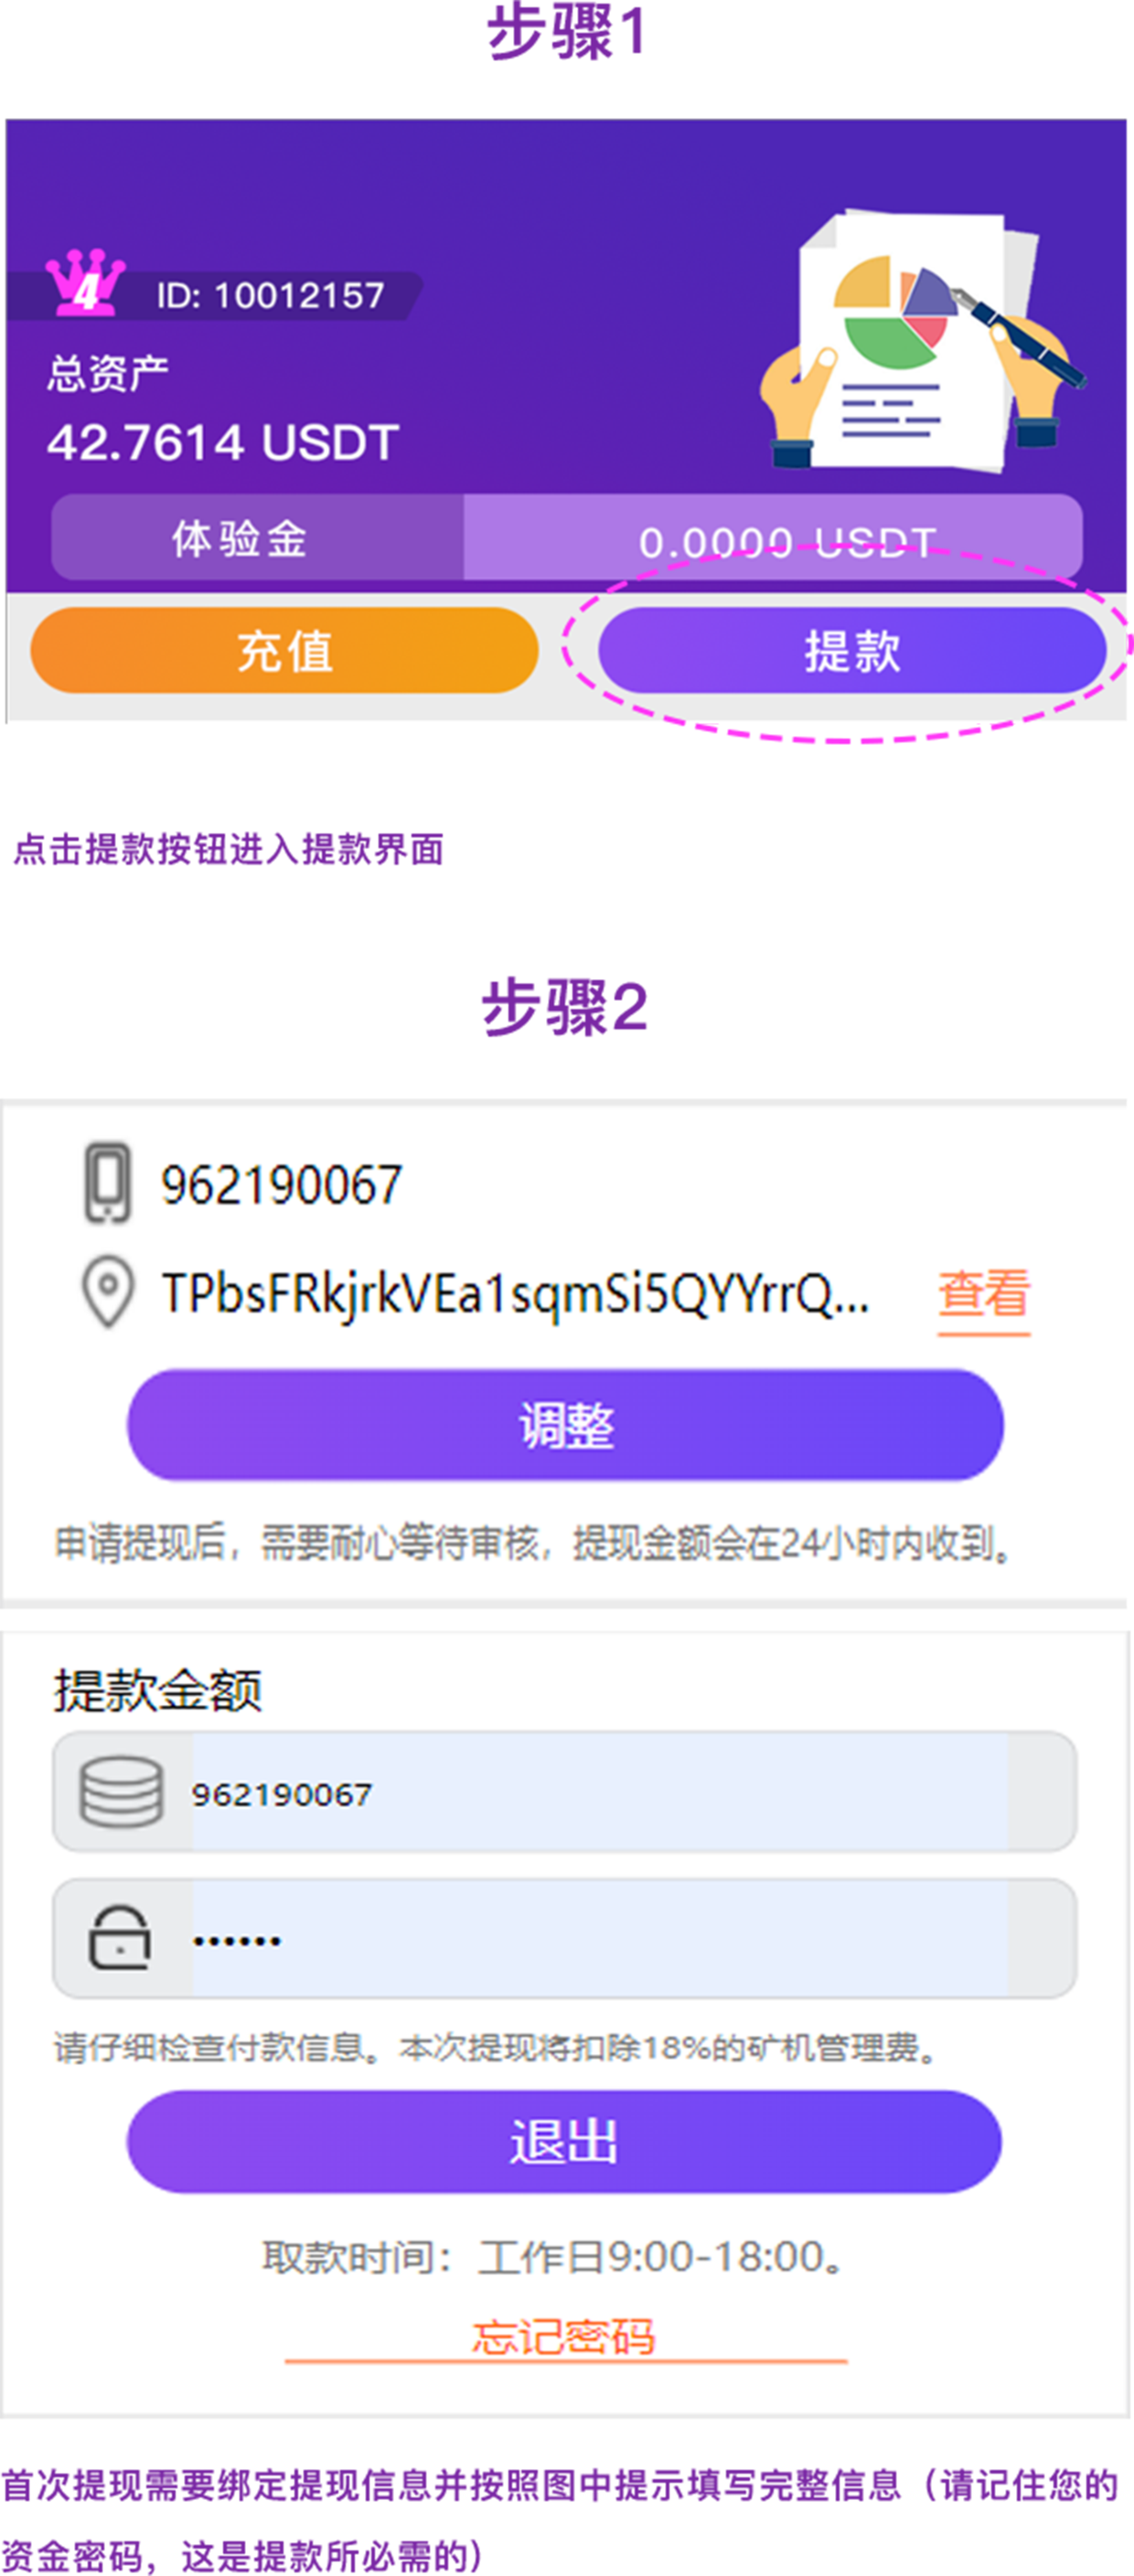 步骤1
4
ID: 10012157
总资产
42.7614 USDT
体验金 0.0000 USDT
充值 提款
点击提款按钮进入提款界面
步骤2
962190067
TPbsFRkjrkVEa1sqmSi5QYYrrQ... 查看
调整
申请提现后，需要耐心等待审核，提现金额会在24小时内收到。
提款金额
962190067
••••••
请仔细检查付款信息。本次提现将扣除18%的矿机管理费。
退出
取款时间：工作日9:00-18:00。
忘记密码
首次提现需要绑定提现信息并按照图中提示填写完整信息（请记住您的
资金密码，这是提款所必需的）